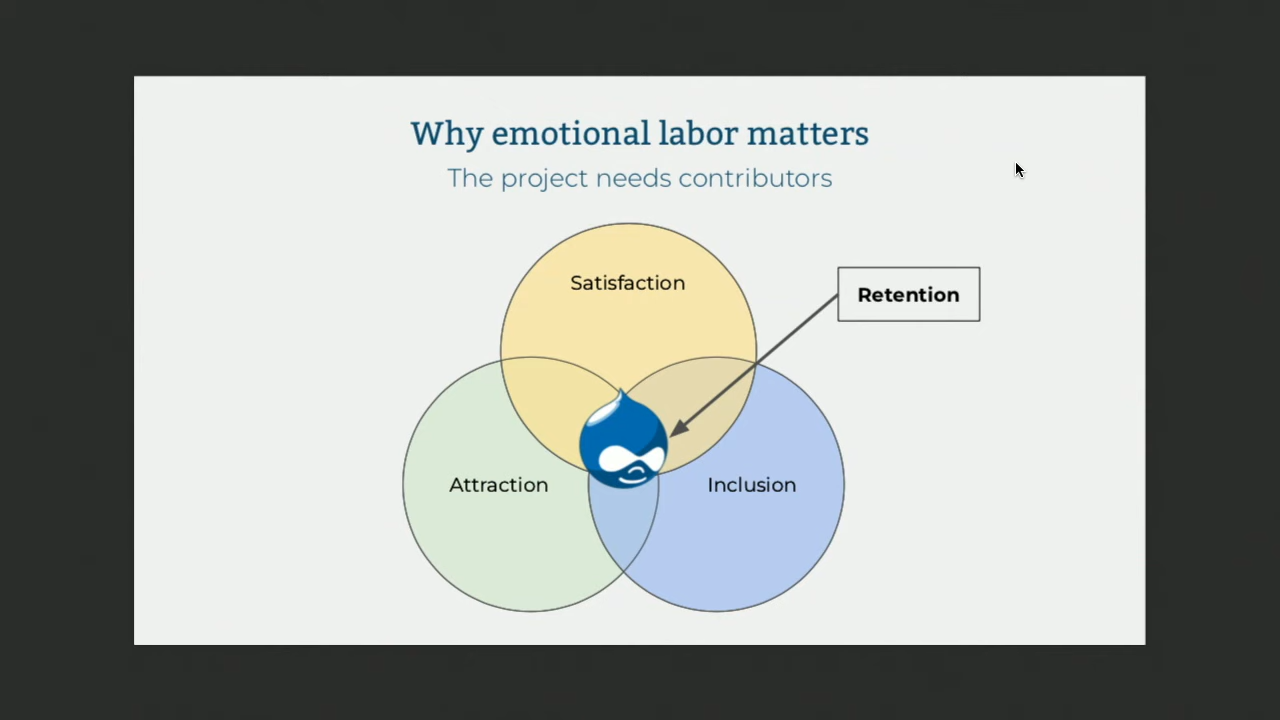 Why emotional labor matters
The project needs contributors
Satisfaction
Retention
Attraction
Inclusion